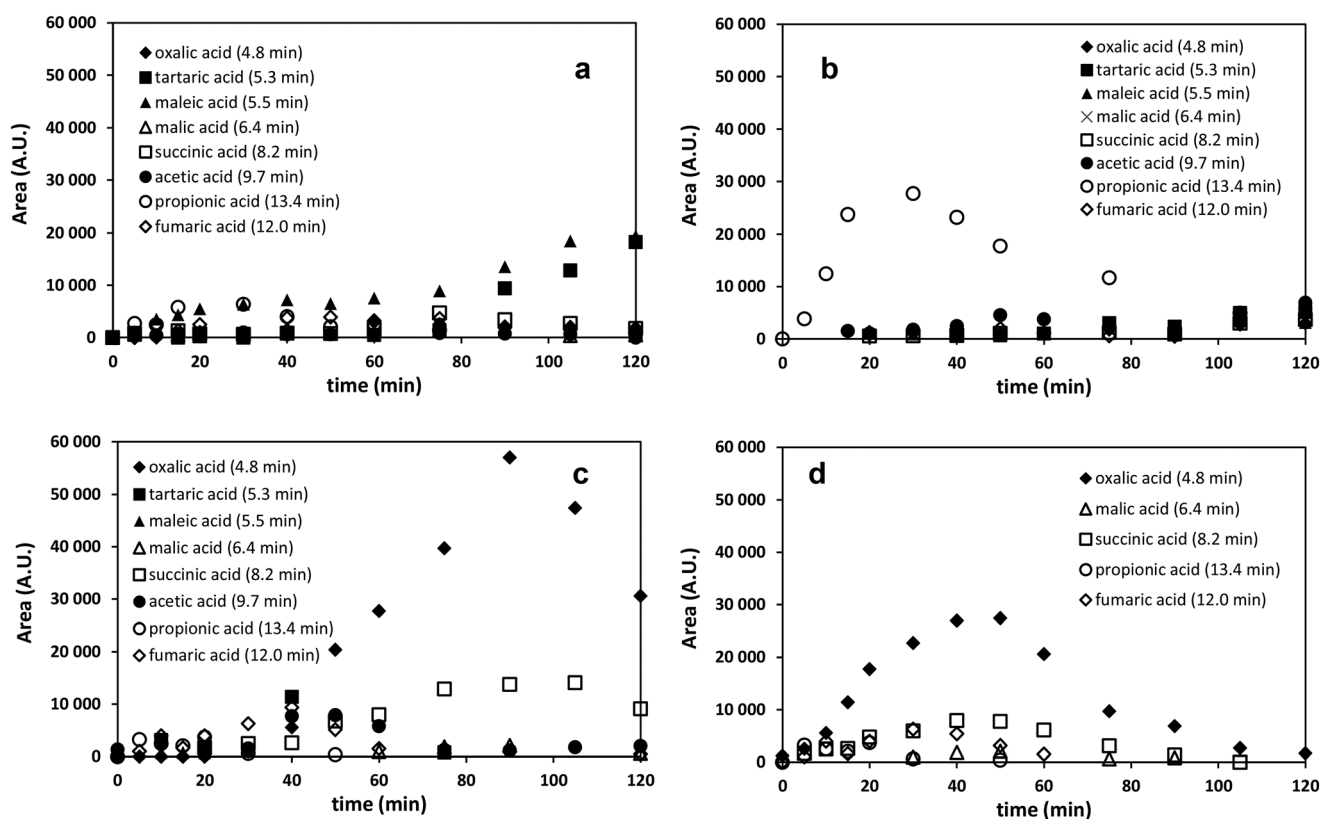 60 000
50 000
40 000
30 000
20 000
10 000
0
Area (A.U.)
a
oxalic acid (4.8 min)
tartaric acid (5.3 min)
maleic acid (5.5 min)
malic acid (6.4 min)
succinic acid (8.2 min)
acetic acid (9.7 min)
propionic acid (13.4 min)
fumaric acid (12.0 min)
0 20 40 60 80 100 120
time (min)
60 000
50 000
40 000
30 000
20 000
10 000
0
Area (A.U.)
b
oxalic acid (4.8 min)
tartaric acid (5.3 min)
maleic acid (5.5 min)
malic acid (6.4 min)
succinic acid (8.2 min)
acetic acid (9.7 min)
propionic acid (13.4 min)
fumaric acid (12.0 min)
0 20 40 60 80 100 120
time (min)
60 000
50 000
40 000
30 000
20 000
10 000
0
Area (A.U.)
c
oxalic acid (4.8 min)
tartaric acid (5.3 min)
maleic acid (5.5 min)
malic acid (6.4 min)
succinic acid (8.2 min)
acetic acid (9.7 min)
propionic acid (13.4 min)
fumaric acid (12.0 min)
0 20 40 60 80 100 120
time (min)
60 000
50 000
40 000
30 000
20 000
10 000
0
Area (A.U.)
d
oxalic acid (4.8 min)
malic acid (6.4 min)
succinic acid (8.2 min)
propionic acid (13.4 min)
fumaric acid (12.0 min)
0 20 40 60 80 100 120
time (min)